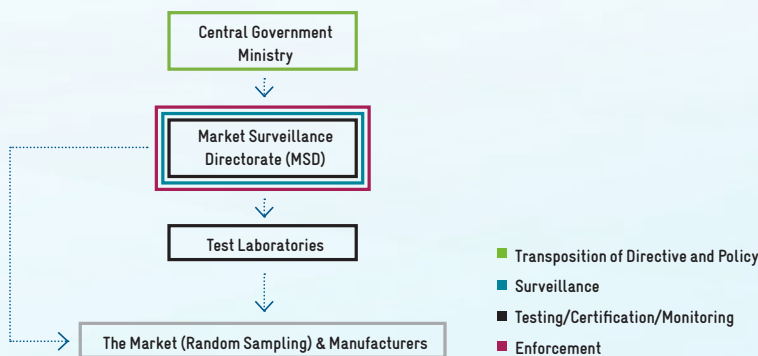 Central Government
Ministry
Market Surveillance
Directorate (MSD)
Test Laboratories
The Market (Random Sampling) & Manufacturers
Transposition of Directive and Policy
Surveillance
Testing/Certification/Monitoring
Enforcement